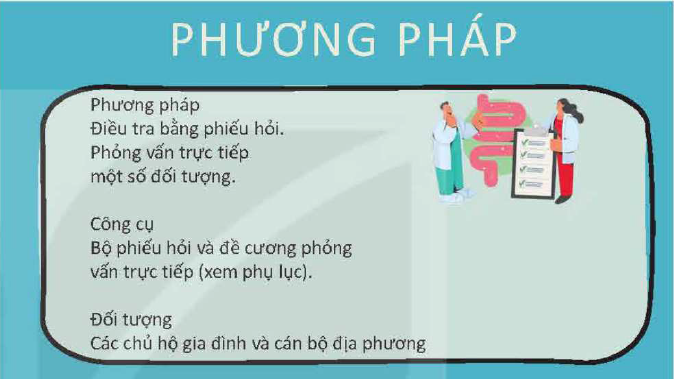 PHƯƠNG PHÁP
Phương pháp
Điều tra bằng phiếu hỏi.
Phỏng vấn trực tiếp
một số đối tượng.
Công cụ
Bộ phiếu hỏi và đề cương phỏng
vấn trực tiếp (xem phụ lục).
Đối tượng
Các chủ hộ gia đình và cán bộ địa phương